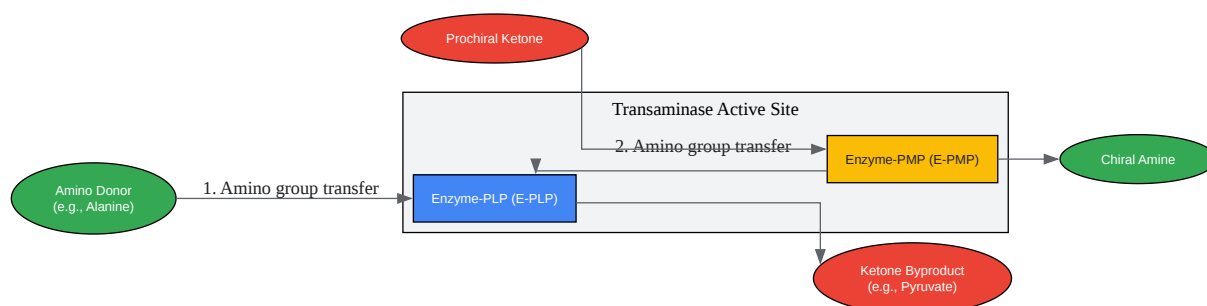 Prochiral Ketone
Transaminase Active Site
2. Amino group transfer
Enzyme-PMP (E-PMP)
Chiral Amine
Amino Donor
(e.g., Alanine)
1. Amino group transfer
Enzyme-PLP (E-PLP)
Ketone Byproduct
(e.g., Pyruvate)